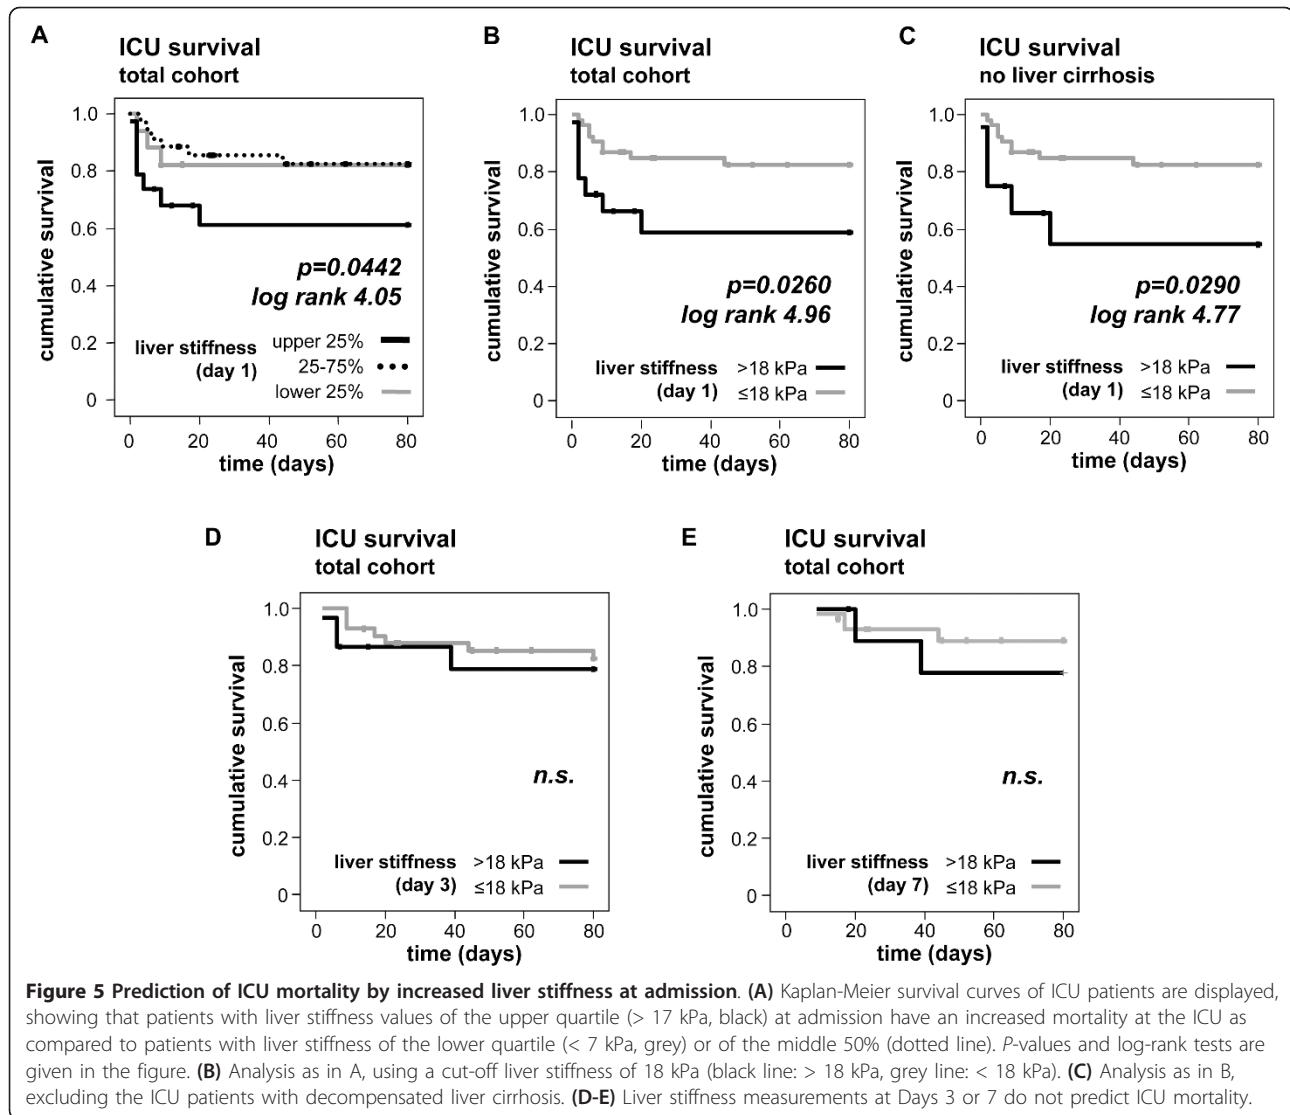 A
ICU survival
total cohort
cumulative survival
1.0
0.8
0.6
0.4
0.2
0
p=0.0442
log rank 4.05
liver stiffness
(day 1)
upper 25%
25-75%
lower 25%
0 20 40 60 80
time (days)
B
ICU survival
total cohort
cumulative survival
1.0
0.8
0.6
0.4
0.2
0
p=0.0260
log rank 4.96
liver stiffness >18 kPa
(day 1) ≤18 kPa
0 20 40 60 80
time (days)
C
ICU survival
no liver cirrhosis
cumulative survival
1.0
0.8
0.6
0.4
0.2
0
p=0.0290
log rank 4.77
liver stiffness >18 kPa
(day 1) ≤18 kPa
0 20 40 60 80
time (days)
D
ICU survival
total cohort
cumulative survival
1.0
0.8
0.6
0.4
0.2
0
n.s.
liver stiffness >18 kPa
(day 3) ≤18 kPa
0 20 40 60 80
time (days)
E
ICU survival
total cohort
cumulative survival
1.0
0.8
0.6
0.4
0.2
0
n.s.
liver stiffness >18 kPa
(day 7) ≤18 kPa
0 20 40 60 80
time (days)
Figure 5 Prediction of ICU mortality by increased liver stiffness at admission. (A) Kaplan-Meier survival curves of ICU patients are displayed,
showing that patients with liver stiffness values of the upper quartile (> 17 kPa, black) at admission have an increased mortality at the ICU as
compared to patients with liver stiffness of the lower quartile (< 7 kPa, grey) or of the middle 50% (dotted line). P-values and log-rank tests are
given in the figure. (B) Analysis as in A, using a cut-off liver stiffness of 18 kPa (black line: > 18 kPa, grey line: < 18 kPa). (C) Analysis as in B,
excluding the ICU patients with decompensated liver cirrhosis. (D-E) Liver stiffness measurements at Days 3 or 7 do not predict ICU mortality.